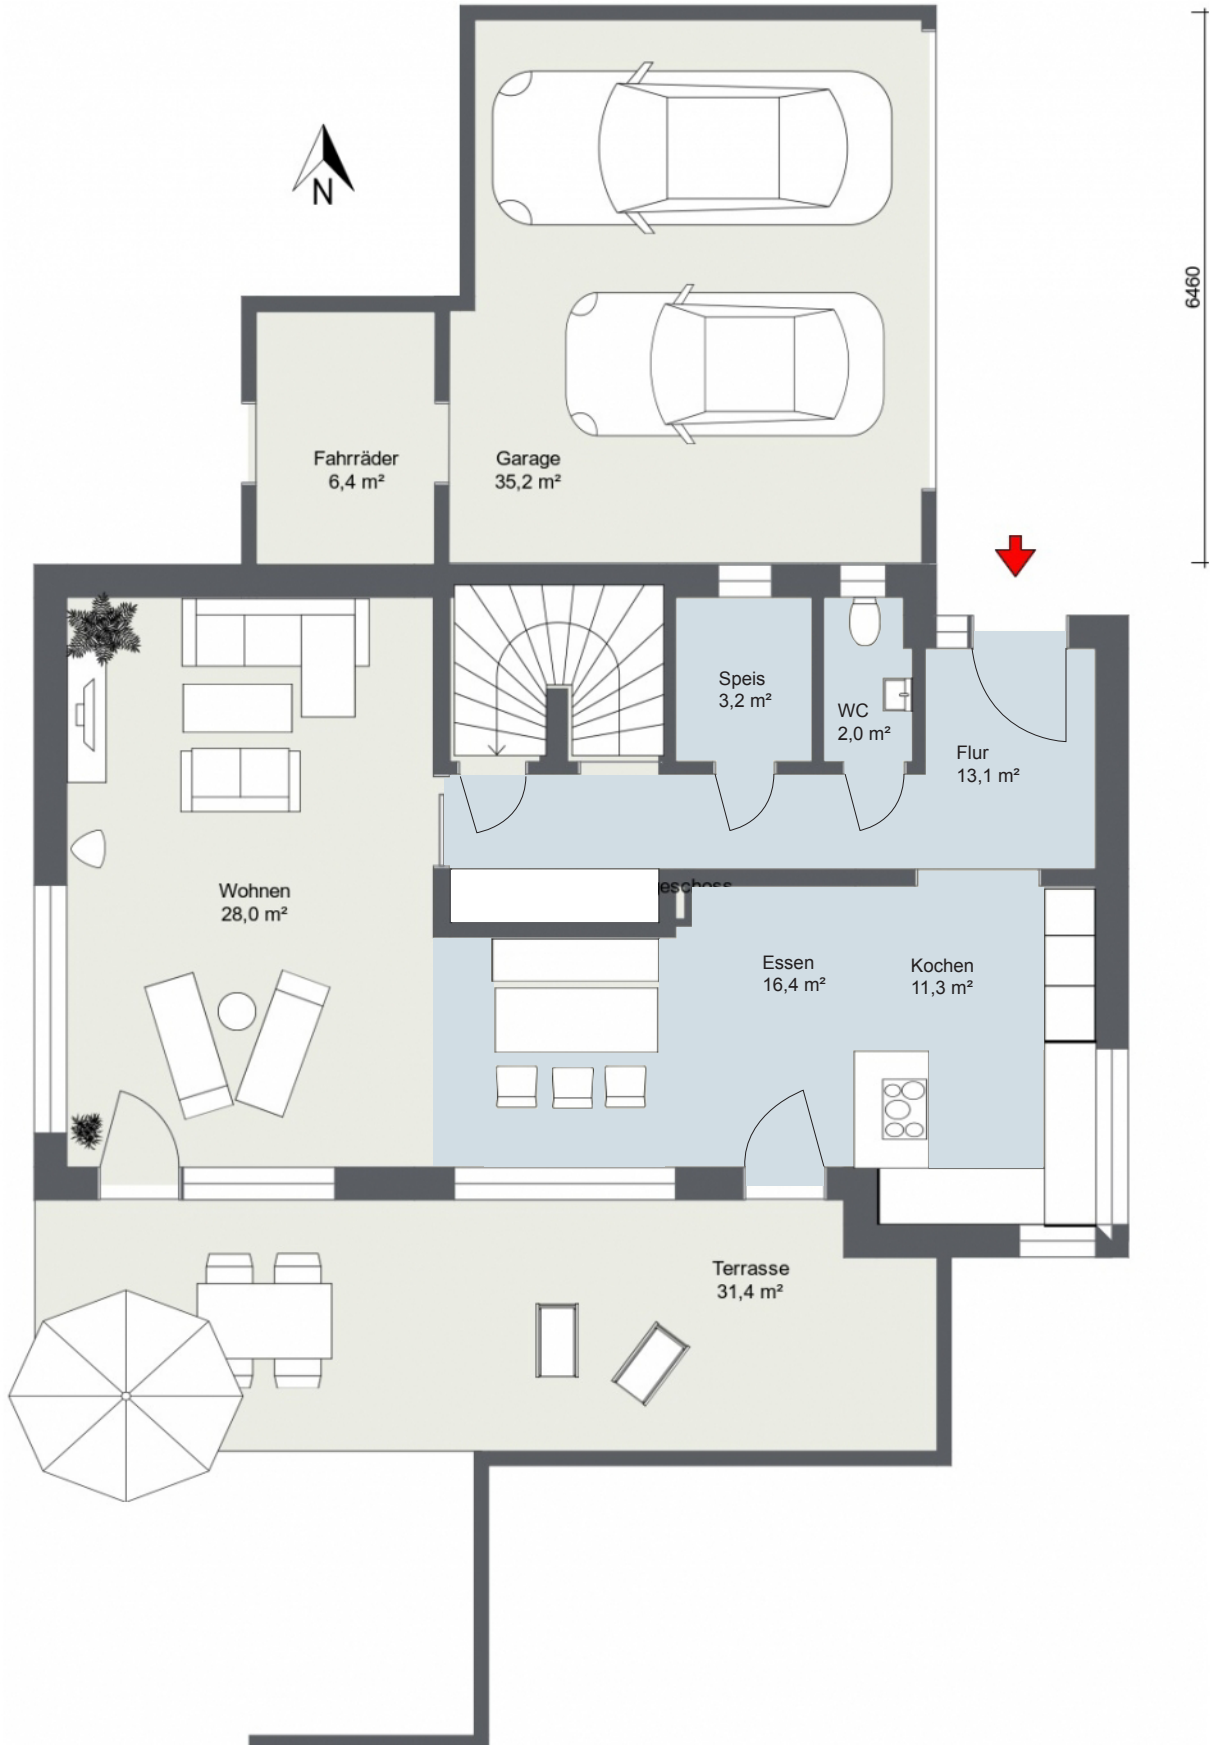 N
6460
Fahrräder
6,4 m²
Garage
35,2 m²
Speis
3,2 m²
WC
2,0 m²
Flur
13,1 m²
eschoss
Wohnen
28,0 m²
Essen
16,4 m²
Kochen
11,3 m²
Terrasse
31,4 m²